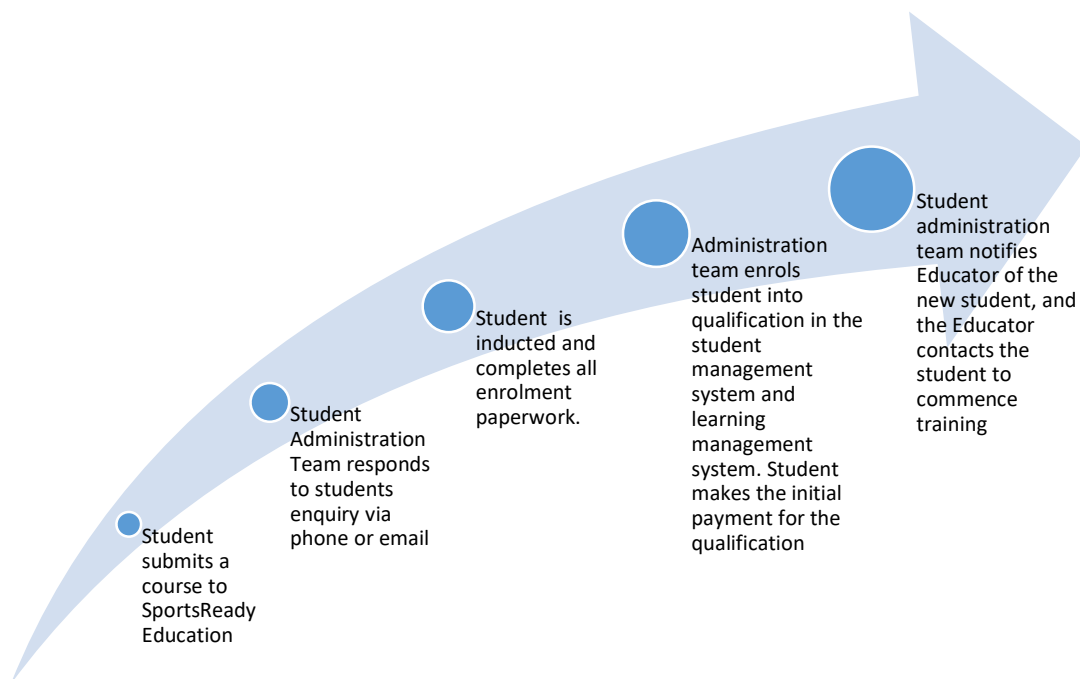 Student
submits a
course to
SportsReady
Education
Student
Administration
Team responds
to students
enquiry via
phone or email
Student  is
inducted and
completes all
enrolment
paperwork.
Administration
team enrols
student into
qualification in the
student
management
system and
learning
management
system. Student
makes the initial
payment for the
qualification
Student
administration
team notifies
Educator of the
new student, and
the Educator
contacts the
student to
commence
training